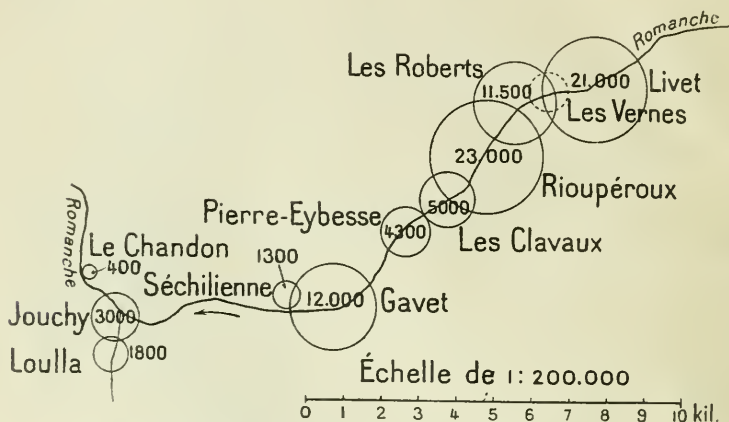 Romanche
Les Roberts
21.000
Livet
11.500
Les Vernes
23.000
Rioupéroux
Romanche
Pierre-Eybesse
5000
4300
Les Clavaux
Le Chandon
400
1300
Séchilienne
12.000
Gavet
Jouchy
3000
Loulla
1800
Échelle de 1:200.000
0 1 2 3 4 5 6 7 8 9 10 kil.